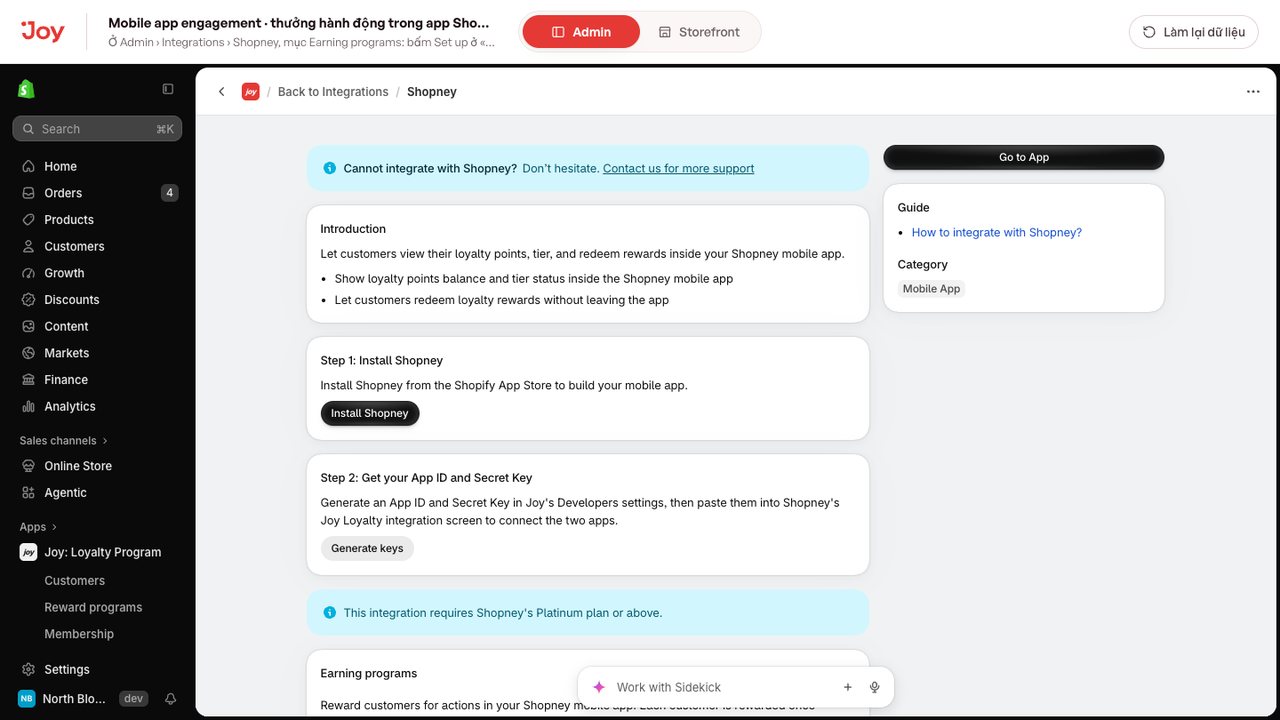 Joy
Mobile app engagement · thưởng hành động trong app Sho...
Ở Admin › Integrations › Shopney, mục Earning programs: bấm Set up ở «...
Admin
Storefront
Làm lại dữ liệu
Search
⌘K
Home
Orders
4
Products
Customers
Growth
Discounts
Content
Markets
Finance
Analytics
Sales channels ›
Online Store
Agentic
Apps ›
joy
Joy: Loyalty Program
Customers
Reward programs
Membership
Settings
NB
North Blo...
dev
joy
/ Back to Integrations / Shopney
Cannot integrate with Shopney? Don't hesitate. Contact us for more support
Introduction
Let customers view their loyalty points, tier, and redeem rewards inside your Shopney mobile app.
• Show loyalty points balance and tier status inside the Shopney mobile app
• Let customers redeem loyalty rewards without leaving the app
Step 1: Install Shopney
Install Shopney from the Shopify App Store to build your mobile app.
Install Shopney
Step 2: Get your App ID and Secret Key
Generate an App ID and Secret Key in Joy's Developers settings, then paste them into Shopney's
Joy Loyalty integration screen to connect the two apps.
Generate keys
This integration requires Shopney's Platinum plan or above.
Earning programs
Reward customers for actions in your Shopney mobile app. Each customer is rewarded once
Work with Sidekick
Go to App
Guide
• How to integrate with Shopney?
Category
Mobile App